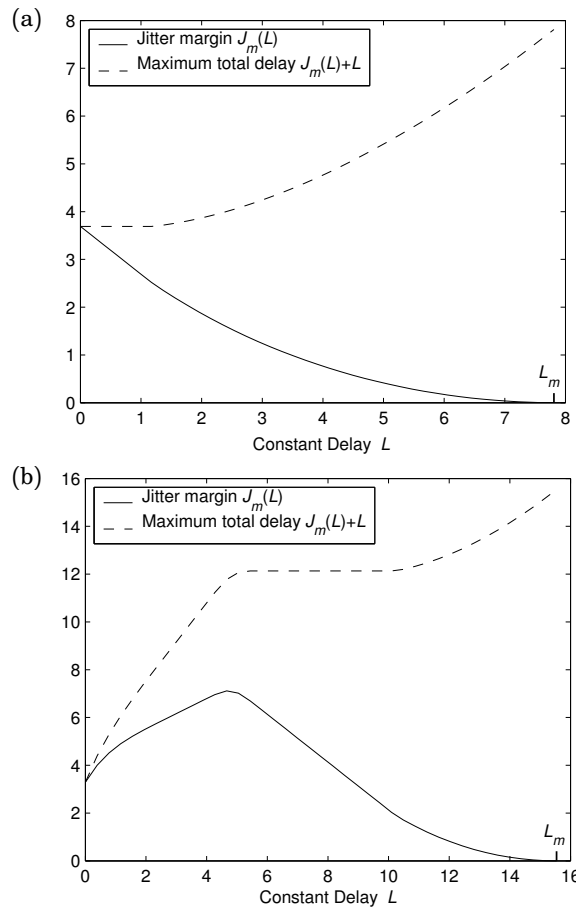 (a)
8
Jitter margin J_m(L)
Maximum total delay J_m(L)+L
7
6
5
4
3
2
1
L_m
0
0 1 2 3 4 5 6 7 8
Constant Delay L
(b)
16
Jitter margin J_m(L)
Maximum total delay J_m(L)+L
14
12
10
8
6
4
2
L_m
0
0 2 4 6 8 10 12 14 16
Constant Delay L